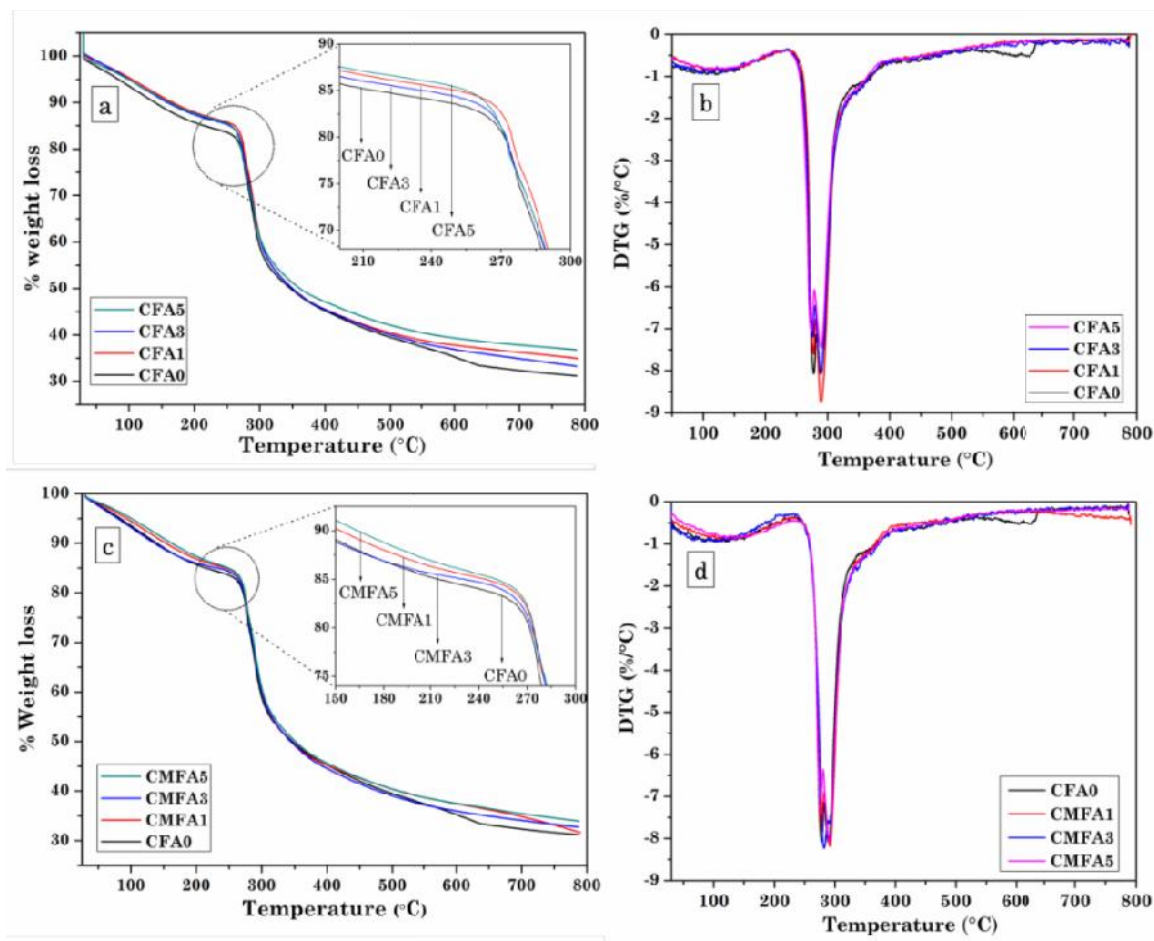 a
100
90
80
70
60
50
40
30
% weight loss
100 200 300 400 500 600 700 800
Temperature (°C)
CFA5
CFA3
CFA1
CFA0
90
85
80
75
70
210 240 270 300
CFA0
CFA3
CFA1
CFA5
b
0
-1
-2
-3
-4
-5
-6
-7
-8
-9
DTG (%/°C)
100 200 300 400 500 600 700 800
Temperature (°C)
CFA5
CFA3
CFA1
CFA0
c
100
90
80
70
60
50
40
30
% Weight loss
100 200 300 400 500 600 700 800
Temperature (°C)
CMFA5
CMFA3
CMFA1
CFA0
90
85
80
75
150 180 210 240 270 300
CMFA5
CMFA1
CMFA3
CFA0
d
0
-1
-2
-3
-4
-5
-6
-7
-8
-9
DTG (%/°C)
100 200 300 400 500 600 700 800
Temperature (°C)
CFA0
CMFA1
CMFA3
CMFA5